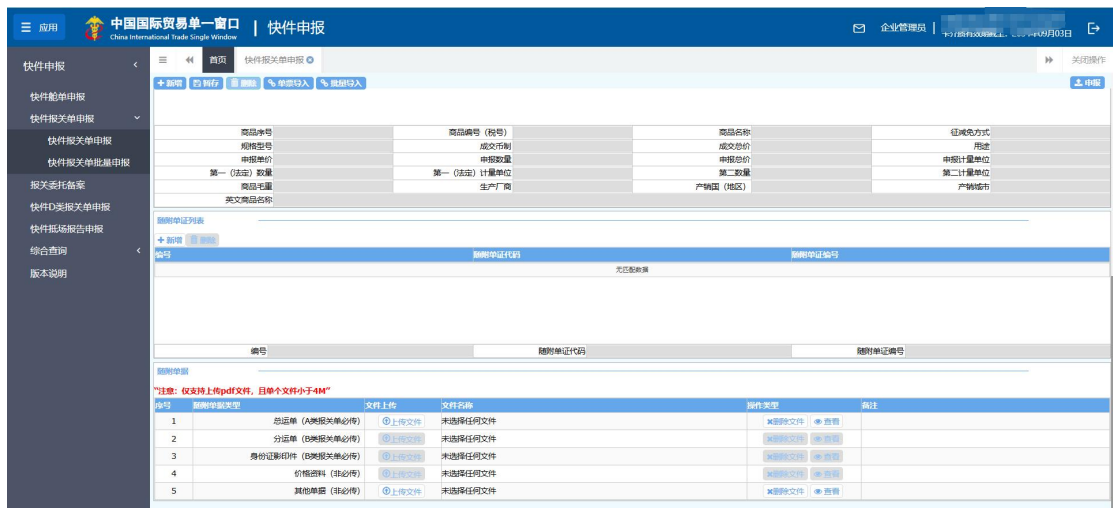 应用 中国国际贸易单一窗口 | 快件申报 企业管理员 |
China International Trade Single Window
快件申报 首页 快件报关单申报 关闭操作
新增 暂存 删除 单票导入 批量导入 申报
快件舱单申报
快件报关单申报
快件报关单申报
快件报关单批量申报
报关委托备案
快件D类报关单申报
快件抵场报告申报
综合查询
版本说明
商品序号 商品编号（税号） 商品名称 征减免方式
规格型号 成交币制 成交总价 用途
申报单价 申报数量 申报总价 申报计量单位
第一（法定）数量 第一（法定）计量单位 第二数量 第二计量单位
商品毛重 生产厂商 产销国（地区） 产销城市
英文商品名称
随附单证列表
新增 删除
编号 随附单证代码 随附单证编号
无匹配数据
编号 随附单证代码 随附单证编号
随附单据
"注意：仅支持上传pdf文件，且单个文件小于4M"
序号 随附单据类型 文件上传 文件名称 操作类型 备注
1 总运单（A类报关单必传） 上传文件 未选择任何文件 删除文件 查看
2 分运单（B类报关单必传） 上传文件 未选择任何文件 删除文件 查看
3 身份证影印件（B类报关单必传） 上传文件 未选择任何文件 删除文件 查看
4 价格资料（非必传） 上传文件 未选择任何文件 删除文件 查看
5 其他单据（非必传） 上传文件 未选择任何文件 删除文件 查看